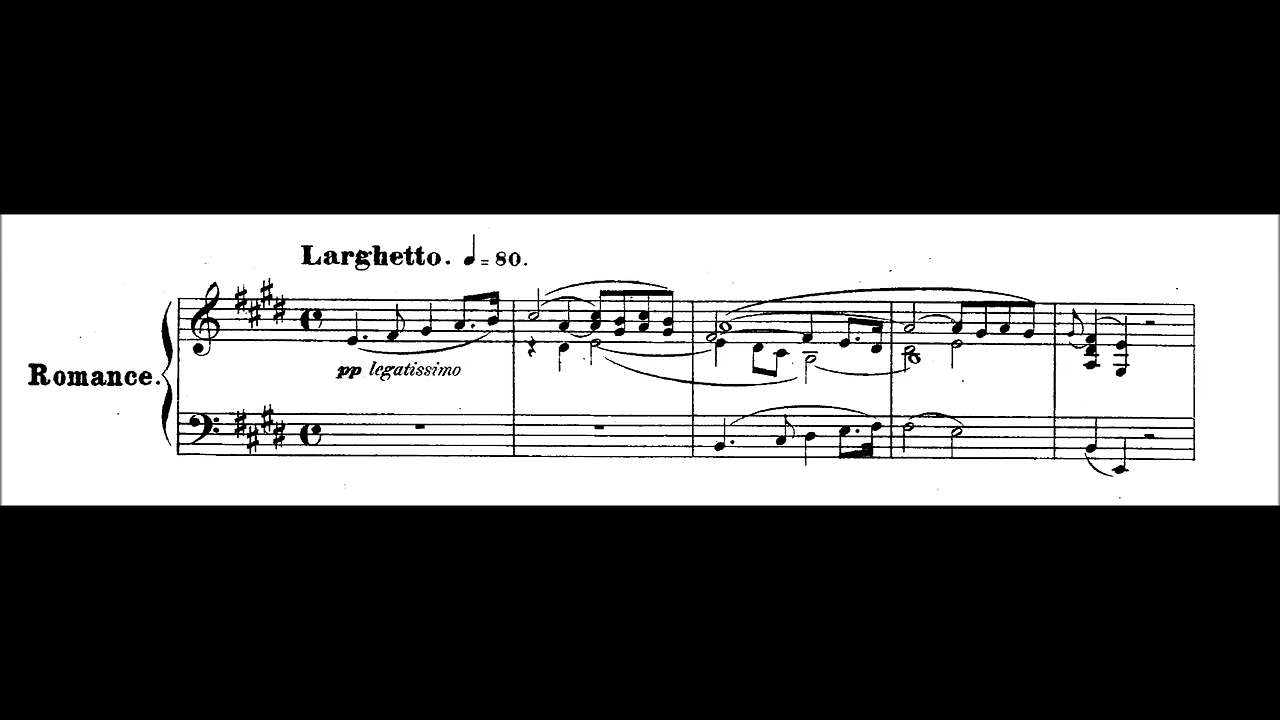 Larghetto. ♩= 80.
Romance.
pp legatissimo